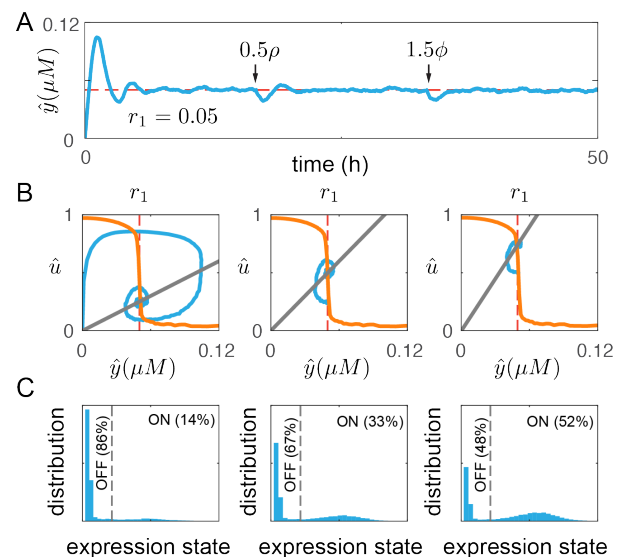 A
0.12
ŷ(μM)
0
0.5ρ
1.5ϕ
r₁ = 0.05
0
time (h)
50
B
r₁
r₁
r₁
1
û
0
0
ŷ(μM)
0.12
1
û
0
0
ŷ(μM)
0.12
1
û
0
0
ŷ(μM)
0.12
C
distribution
OFF (86%)
ON (14%)
expression state
distribution
OFF (67%)
ON (33%)
expression state
distribution
OFF (48%)
ON (52%)
expression state